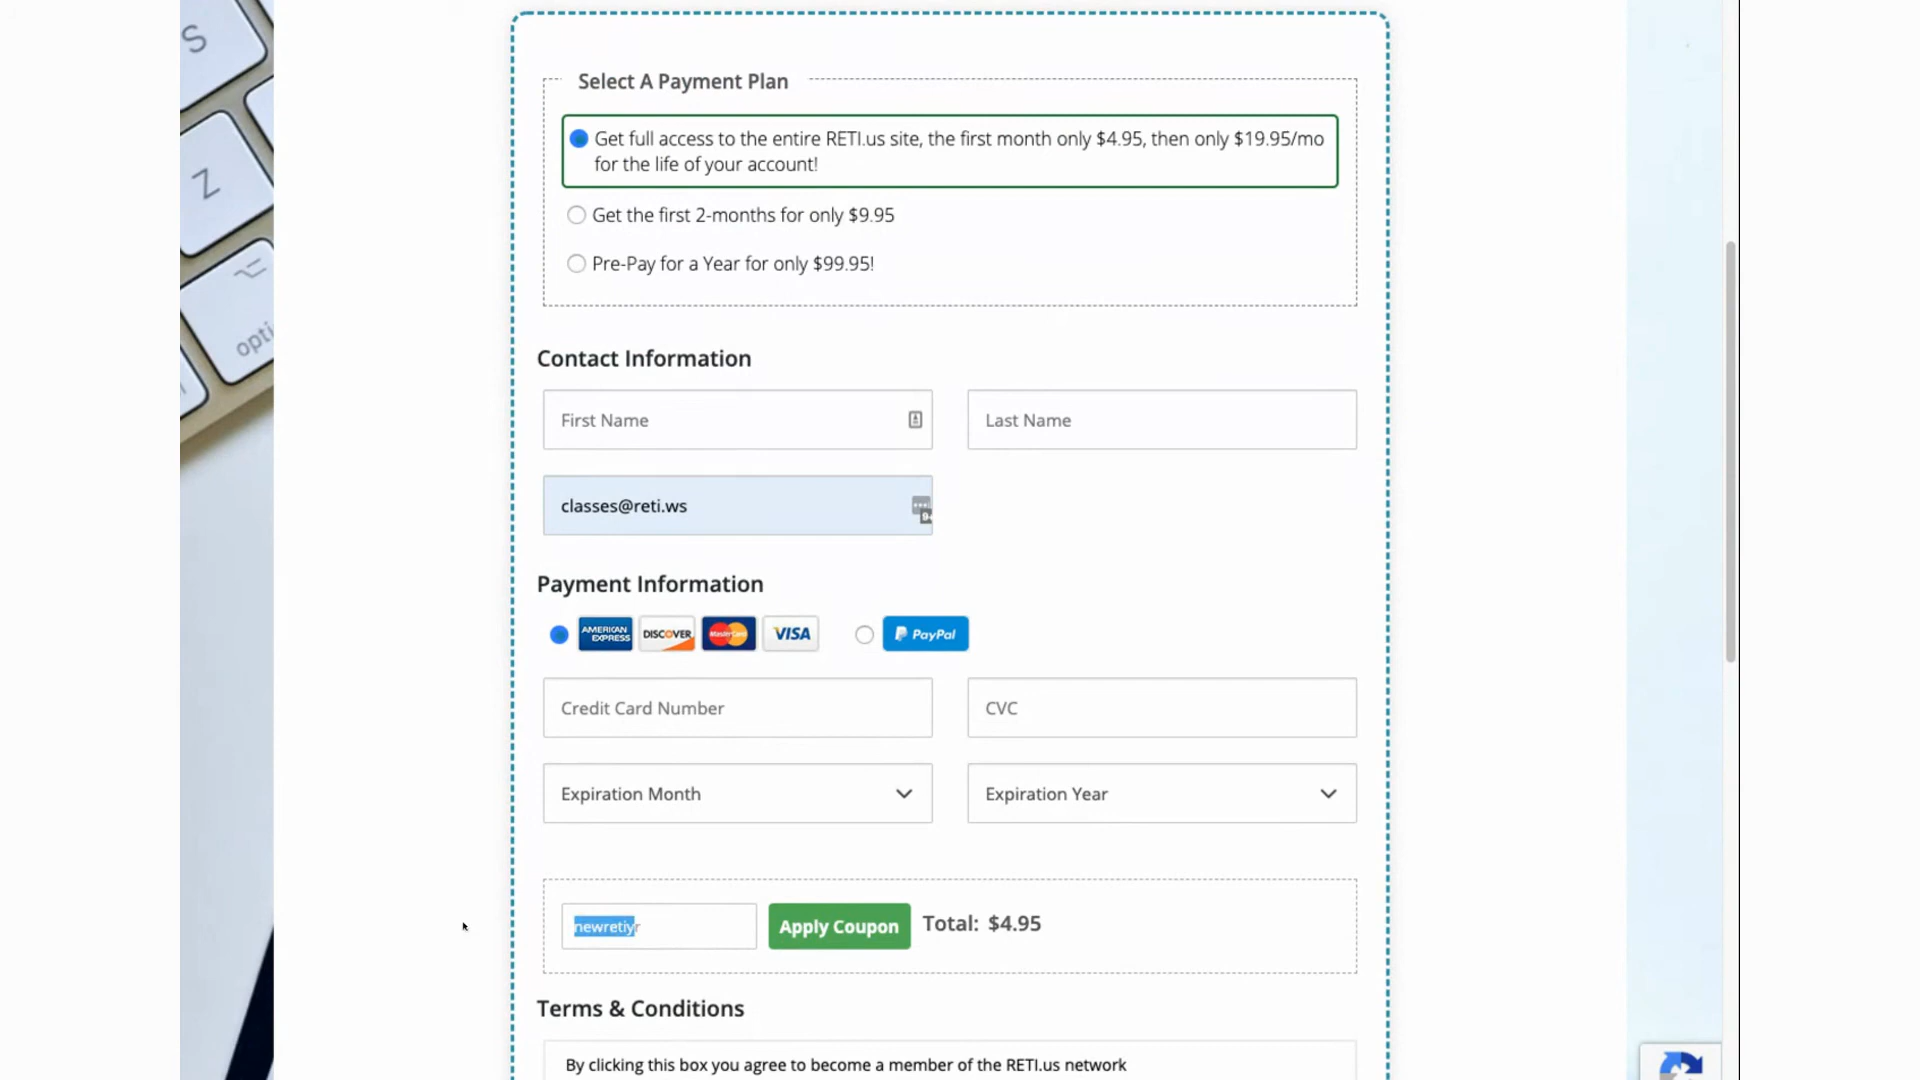 S
Z
opti
Select A Payment Plan
Get full access to the entire RETI.us site, the first month only $4.95, then only $19.95/mo
for the life of your account!
Get the first 2-months for only $9.95
Pre-Pay for a Year for only $99.95!
Contact Information
First Name
Last Name
classes@reti.ws
Payment Information
AMERICAN EXPRESS DISCOVER MasterCard VISA PayPal
Credit Card Number
CVC
Expiration Month
Expiration Year
newretiyr
Apply Coupon
Total: $4.95
Terms & Conditions
By clicking this box you agree to become a member of the RETI.us network